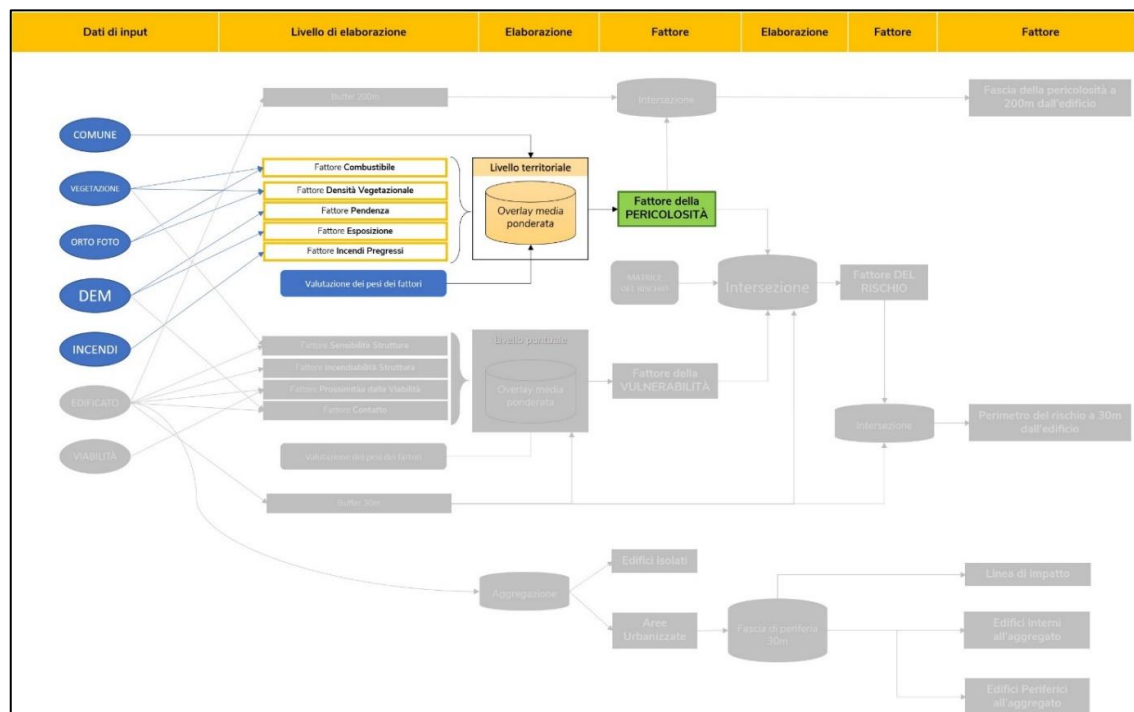 Dati di input
Livello di elaborazione
Elaborazione
Fattore
Elaborazione
Fattore
Fattore
Buffer 200m
Intersezione
Fascia della pericolosità a
200m dall'edificio
COMUNE
VEGETAZIONE
ORTO FOTO
DEM
INCENDI
EDIFICATO
VIABILITÀ
Fattore Combustibile
Fattore Densità Vegetazionale
Fattore Pendenza
Fattore Esposizione
Fattore Incendi Pregressi
Valutazione dei pesi dei fattori
Livello territoriale
Overlay media
ponderata
Fattore della
PERICOLOSITÀ
MATRICE
DEL RISCHIO
Intersezione
Fattore DEL
RISCHIO
Fattore Sensibilità Struttura
Fattore Incendiabilità Struttura
Fattore Prossimità dalla Viabilità
Fattore Contatto
Valutazione dei pesi dei fattori
Livello puntuale
Overlay media
ponderata
Fattore della
VULNERABILITÀ
Intersezione
Perimetro del rischio a 30m
dall'edificio
Buffer 30m
Aggregazione
Edifici isolati
Aree
Urbanizzate
Fascia di periferia
30m
Linea di impatto
Edifici interni
all'aggregato
Edifici Periferici
all'aggregato